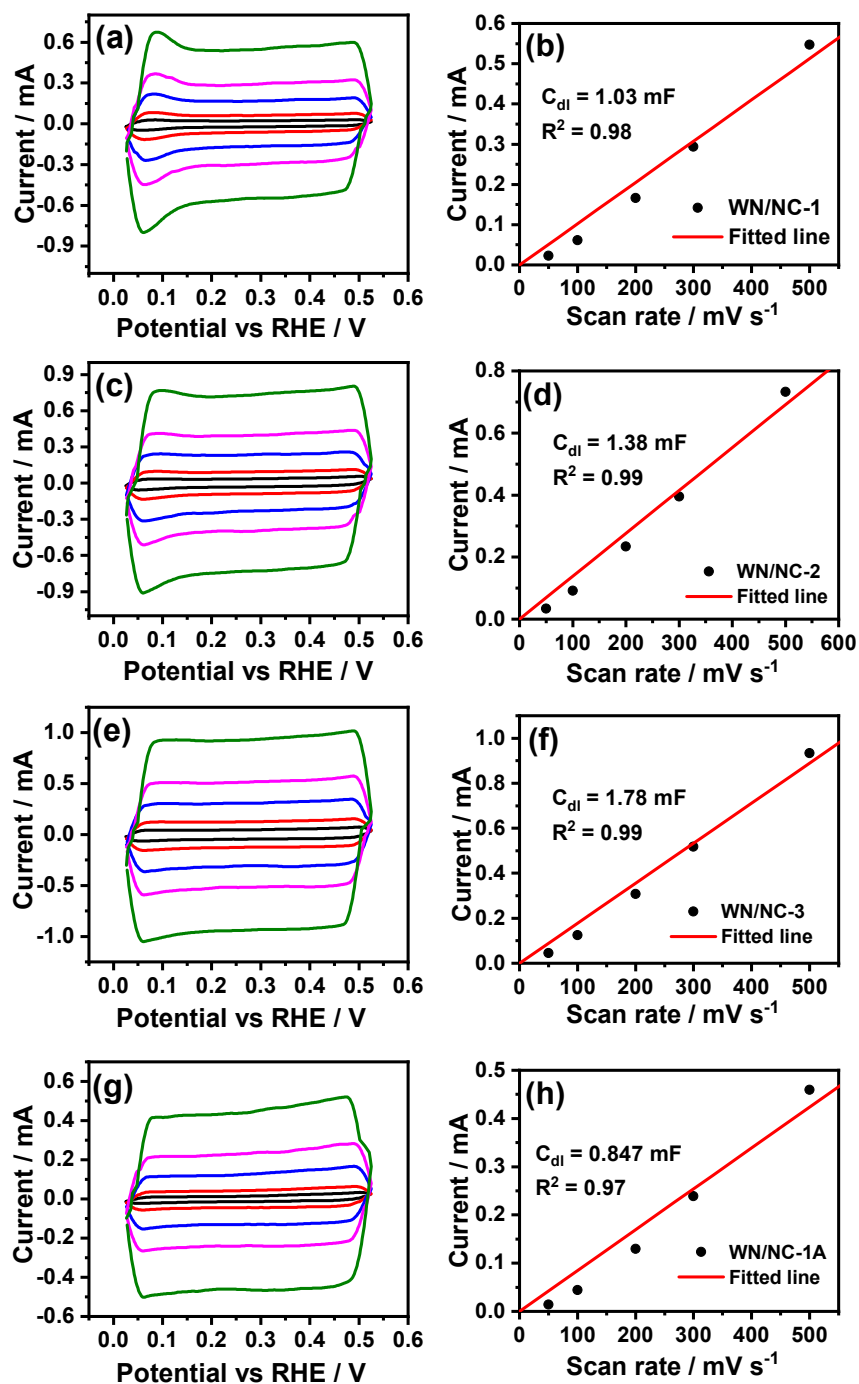 (a)
0.6
0.3
0.0
-0.3
-0.6
-0.9
Current / mA
0.0 0.1 0.2 0.3 0.4 0.5 0.6
Potential vs RHE / V
(b)
0.6
0.5
0.4
0.3
0.2
0.1
0.0
Current / mA
C_dl = 1.03 mF
R² = 0.98
WN/NC-1
Fitted line
0 100 200 300 400 500
Scan rate / mV s⁻¹
(c)
0.9
0.6
0.3
0.0
-0.3
-0.6
-0.9
Current / mA
0.0 0.1 0.2 0.3 0.4 0.5 0.6
Potential vs RHE / V
(d)
0.8
0.6
0.4
0.2
0.0
Current / mA
C_dl = 1.38 mF
R² = 0.99
WN/NC-2
Fitted line
0 100 200 300 400 500 600
Scan rate / mV s⁻¹
(e)
1.0
0.5
0.0
-0.5
-1.0
Current / mA
0.0 0.1 0.2 0.3 0.4 0.5 0.6
Potential vs RHE / V
(f)
1.0
0.8
0.6
0.4
0.2
0.0
Current / mA
C_dl = 1.78 mF
R² = 0.99
WN/NC-3
Fitted line
0 100 200 300 400 500
Scan rate / mV s⁻¹
(g)
0.6
0.4
0.2
0.0
-0.2
-0.4
-0.6
Current / mA
0.0 0.1 0.2 0.3 0.4 0.5 0.6
Potential vs RHE / V
(h)
0.5
0.4
0.3
0.2
0.1
0.0
Current / mA
C_dl = 0.847 mF
R² = 0.97
WN/NC-1A
Fitted line
0 100 200 300 400 500
Scan rate / mV s⁻¹